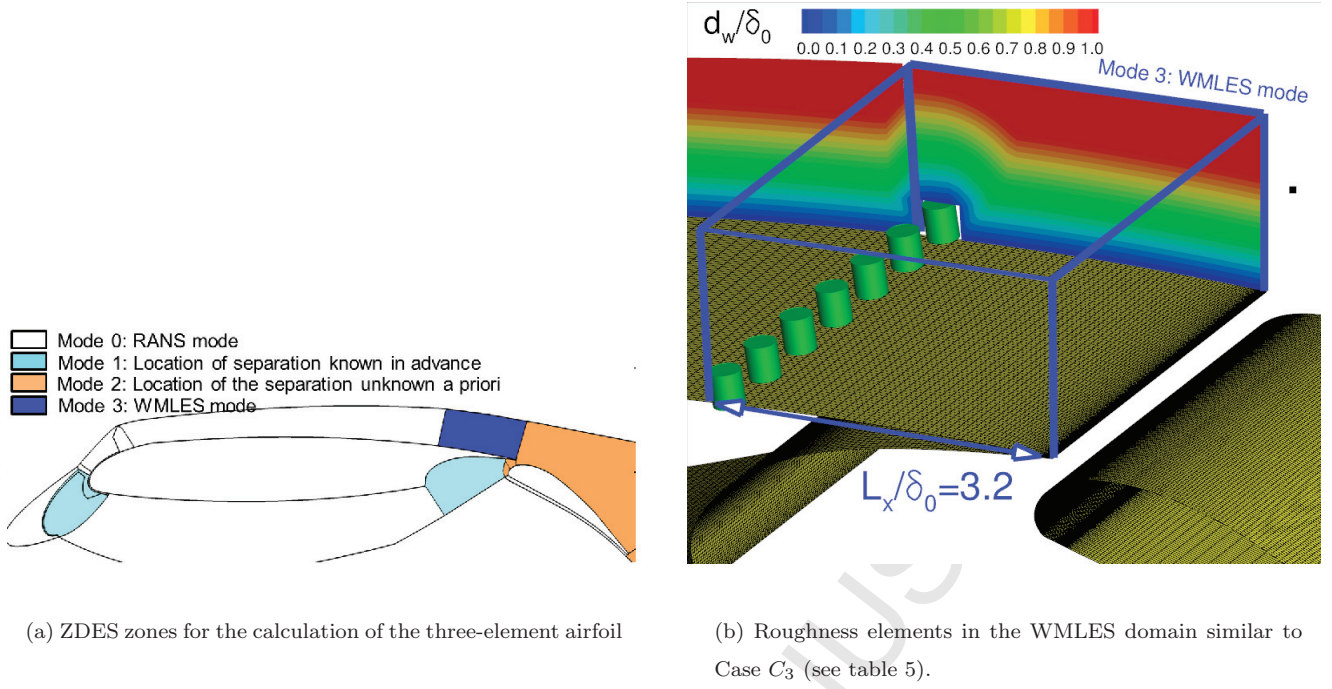 Mode 0: RANS mode
Mode 1: Location of separation known in advance
Mode 2: Location of the separation unknown a priori
Mode 3: WMLES mode
d_w/δ_0
0.0 0.1 0.2 0.3 0.4 0.5 0.6 0.7 0.8 0.9 1.0
Mode 3: WMLES mode
L_x/δ_0=3.2
(a) ZDES zones for the calculation of the three-element airfoil
(b) Roughness elements in the WMLES domain similar to
Case C_3 (see table 5).